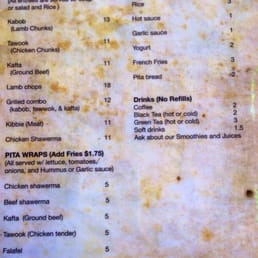 or salad and Rice )
Kabob 13
(Lamb Chunks)
Tawook 11
(Chicken Chunks)
Kafta 11
(Ground Beef)
Lamb chops 18
Grilled combo 12
(kabob, tawook, & kafta)
Kibbie (Meat) 11
Chicken Shawerma 11
PITA WRAPS (Add Fries $1.75)
(All served w/ lettuce, tomatoes,
onions, and Hummus or Garlic sauce)
Chicken shawerma 5
Beef shawerma 5
Kafta (Ground beef) 5
Tawook (Chicken tender) 5
Falafel 5
Rice
Hot sauce
Garlic sauce
Yogurt
French Fries 3
Pita bread
Drinks (No Refills)
Coffee 2
Black Tea (hot or cold) 2
Green Tea (hot or cold) 3
Soft drinks 1.5
Ask about our Smoothies and Juices